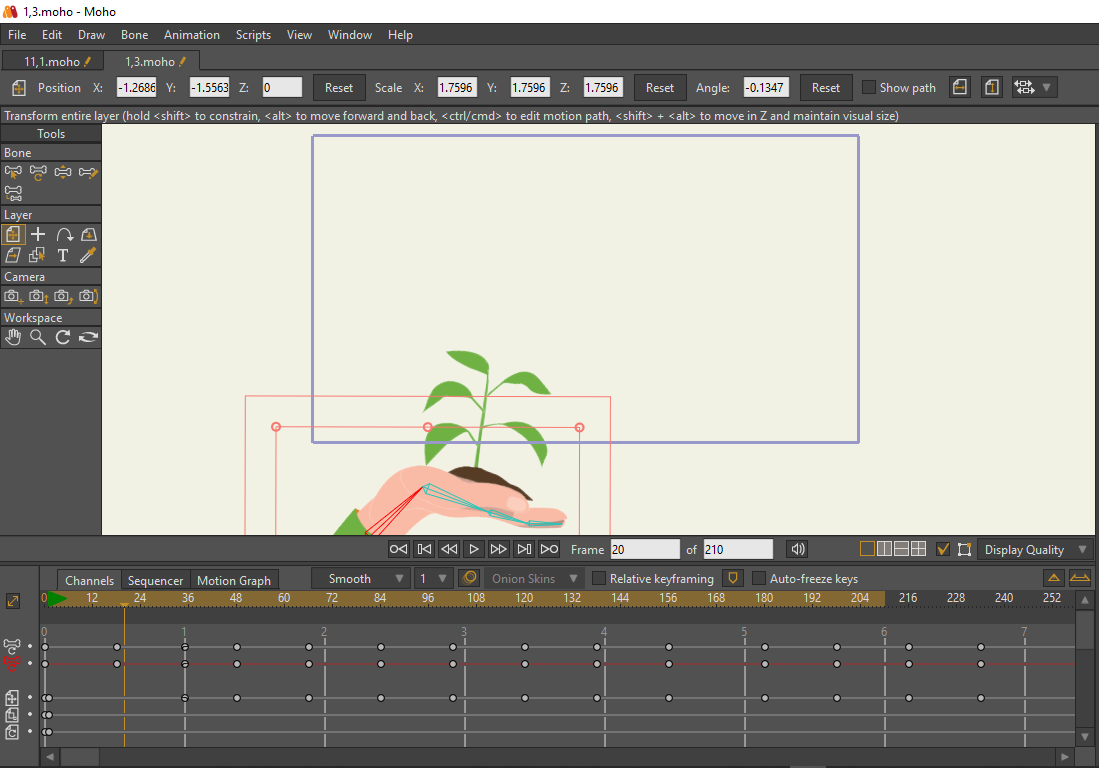 1,3.moho - Moho
File Edit Draw Bone Animation Scripts View Window Help
11,1.moho 1,3.moho
Position X: -1.2686 Y: -1.5563 Z: 0 Reset Scale X: 1.7596 Y: 1.7596 Z: 1.7596 Reset Angle: -0.1347 Reset Show path
Transform entire layer (hold <shift> to constrain, <alt> to move forward and back, <ctrl/cmd> to edit motion path, <shift> + <alt> to move in Z and maintain visual size)
Tools
Bone
Layer
T
Camera
Workspace
Frame 20 of 210 Display Quality
Channels Sequencer Motion Graph Smooth 1 Onion Skins Relative keyframing Auto-freeze keys
0 12 24 36 48 60 72 84 96 108 120 132 144 156 168 180 192 204 216 228 240 252
0 1 2 3 4 5 6 7